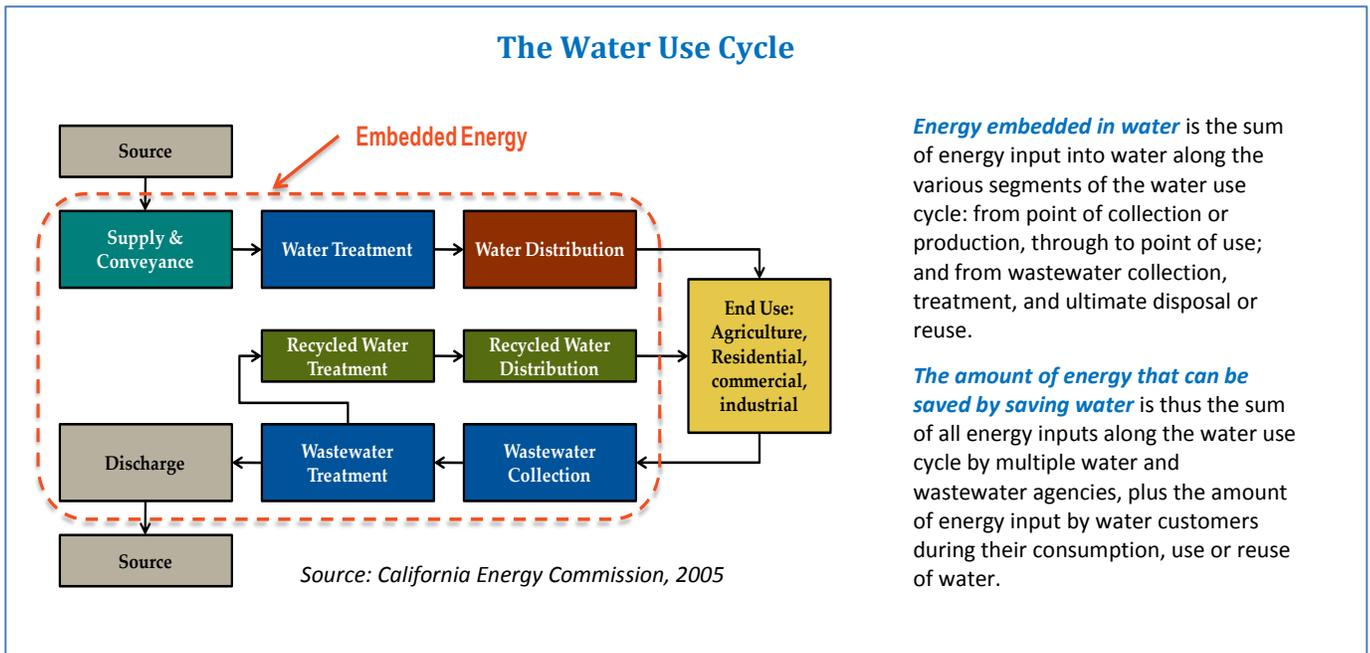 The Water Use Cycle
Embedded Energy
Source
Supply &
Conveyance
Water Treatment
Water Distribution
End Use:
Agriculture,
Residential,
commercial,
industrial
Recycled Water
Treatment
Recycled Water
Distribution
Discharge
Wastewater
Treatment
Wastewater
Collection
Source
Source: California Energy Commission, 2005
Energy embedded in water is the sum
of energy input into water along the
various segments of the water use
cycle: from point of collection or
production, through to point of use;
and from wastewater collection,
treatment, and ultimate disposal or
reuse.
The amount of energy that can be
saved by saving water is thus the sum
of all energy inputs along the water use
cycle by multiple water and
wastewater agencies, plus the amount
of energy input by water customers
during their consumption, use or reuse
of water.